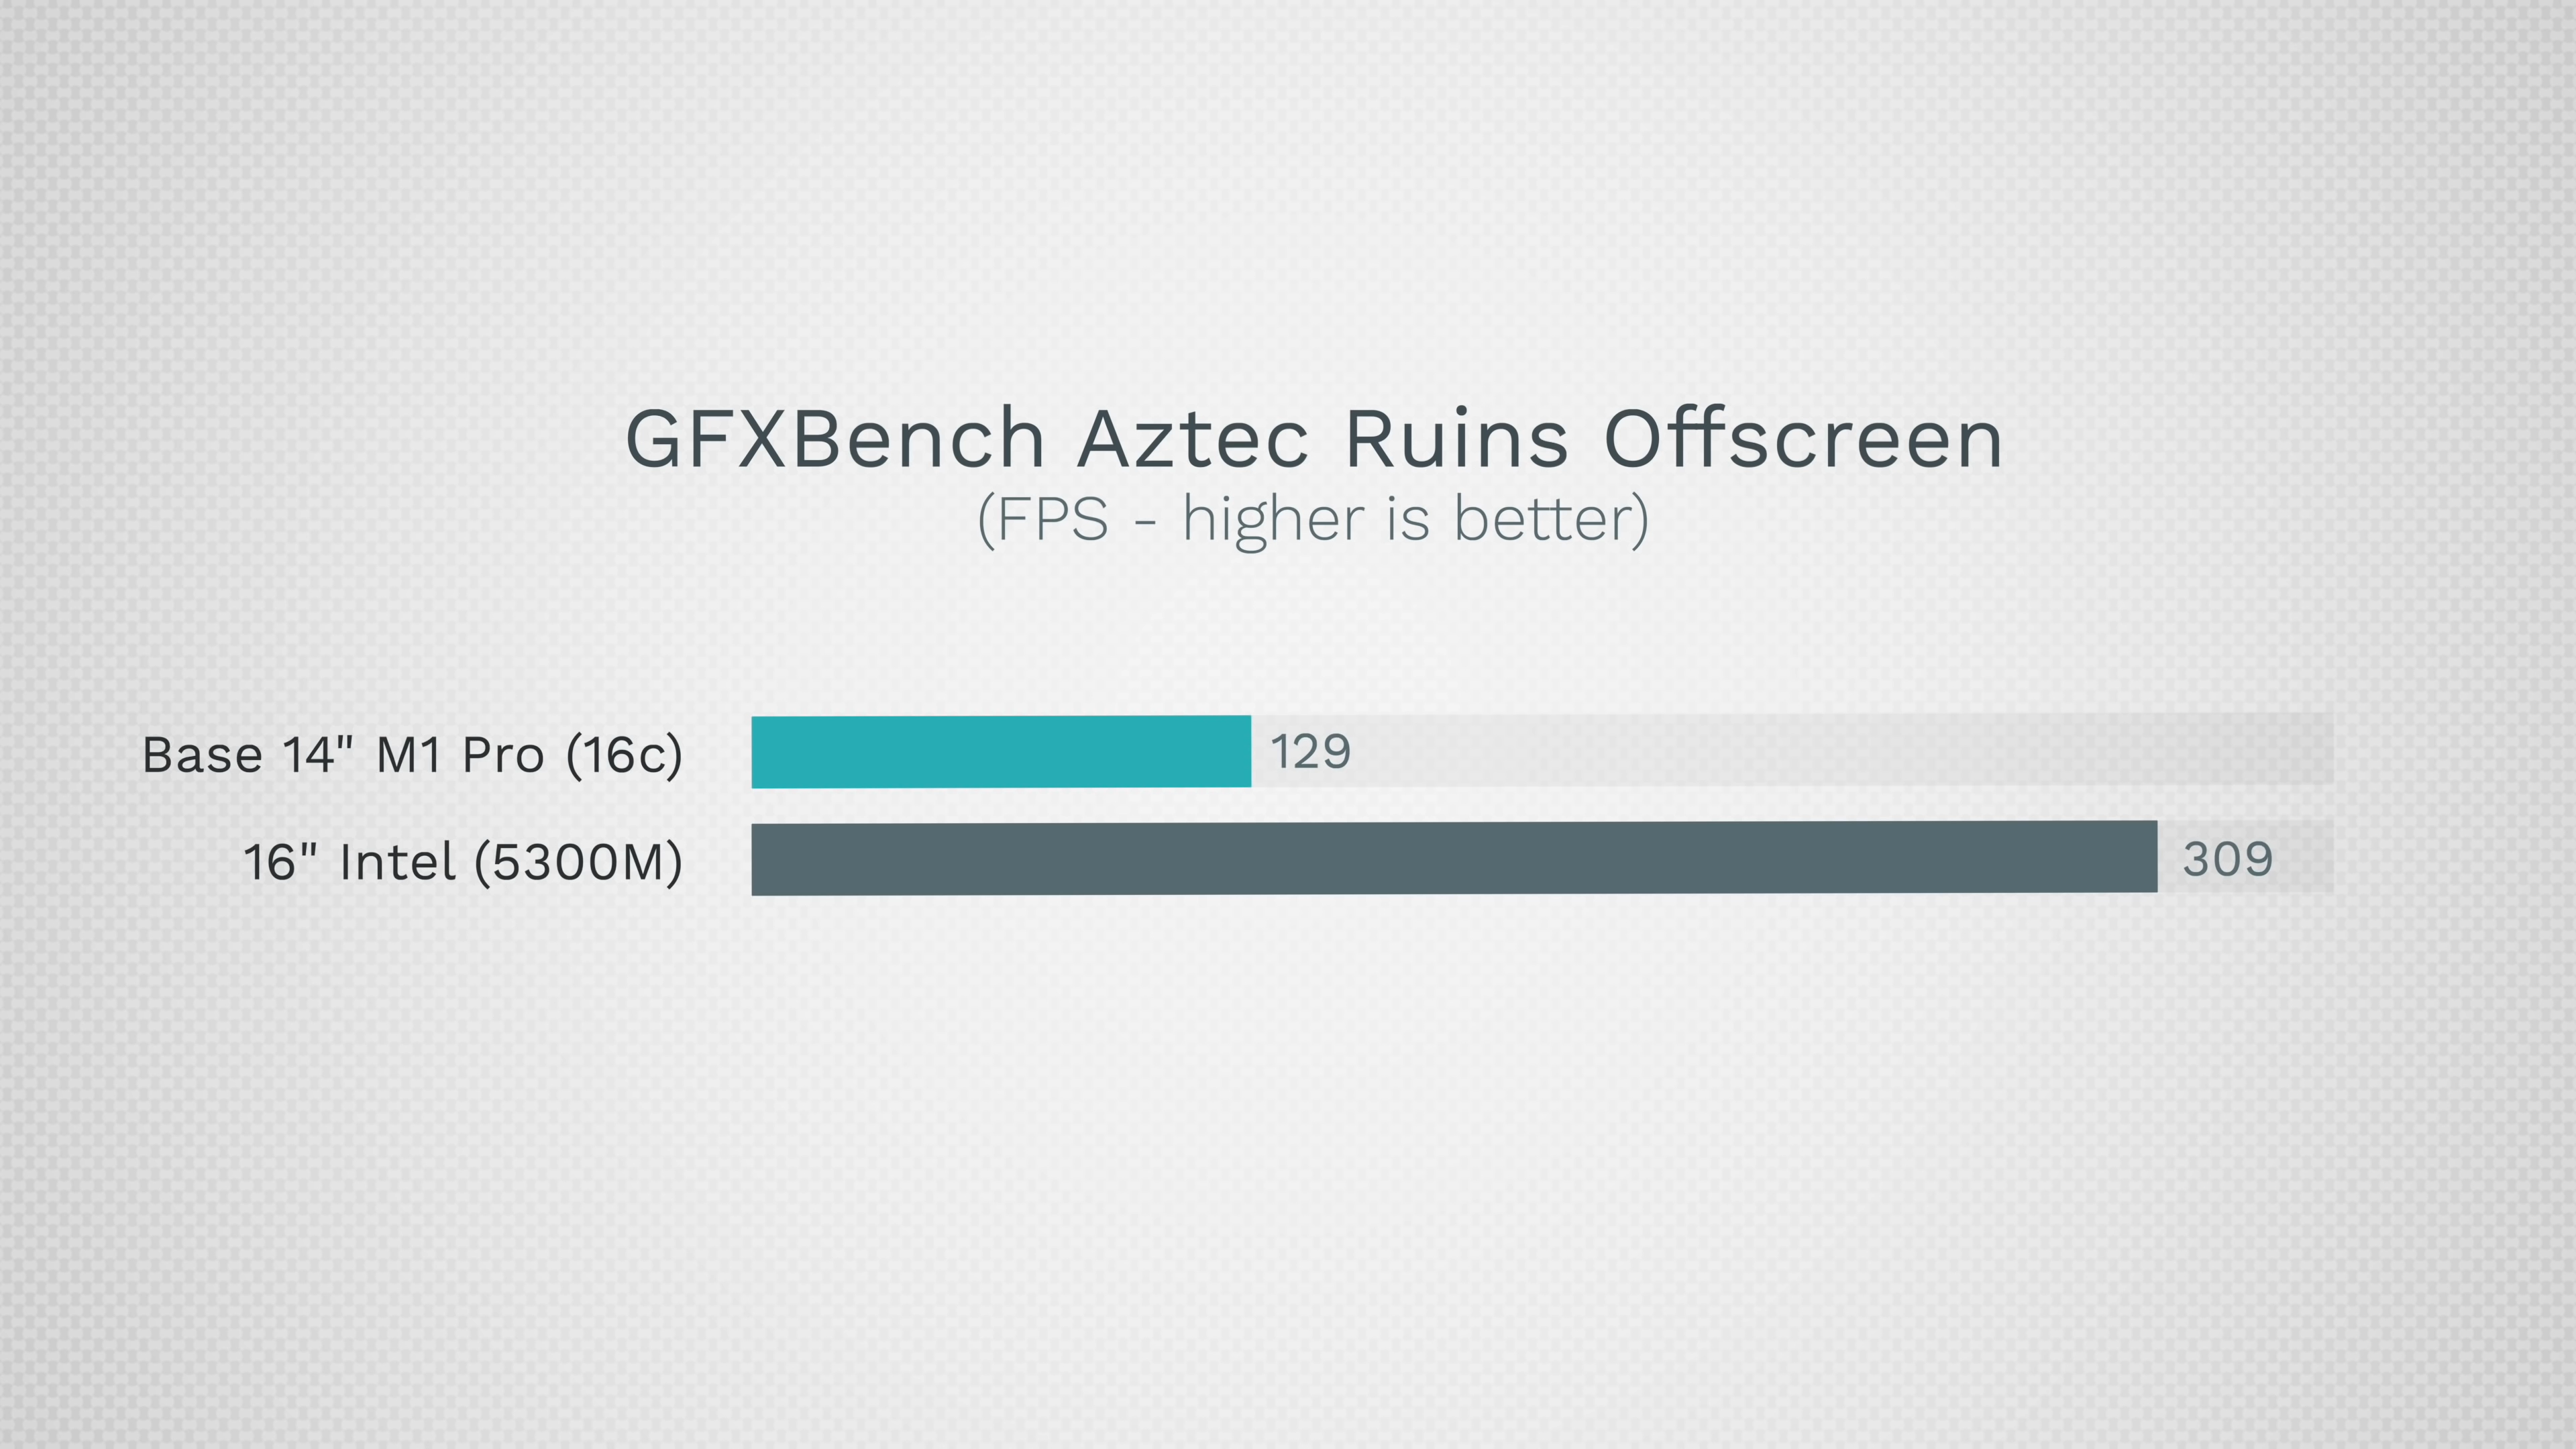 GFXBench Aztec Ruins Offscreen
(FPS - higher is better)
Base 14" M1 Pro (16c)
129
16" Intel (5300M)
309